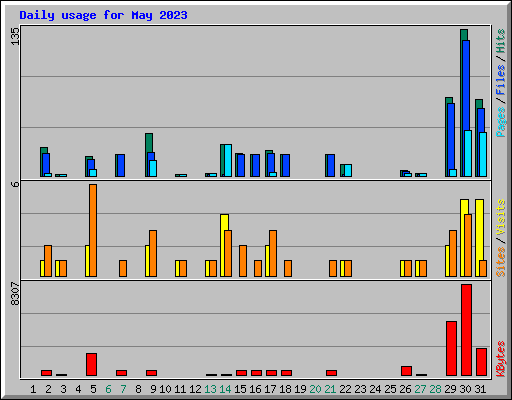 Daily usage for May 2023
135
Pages / Files / Hits
6
Sites / Visits
8307
KBytes
1 2 3 4 5 6 7 8 9 10 11 12 13 14 15 16 17 18 19 20 21 22 23 24 25 26 27 28 29 30 31